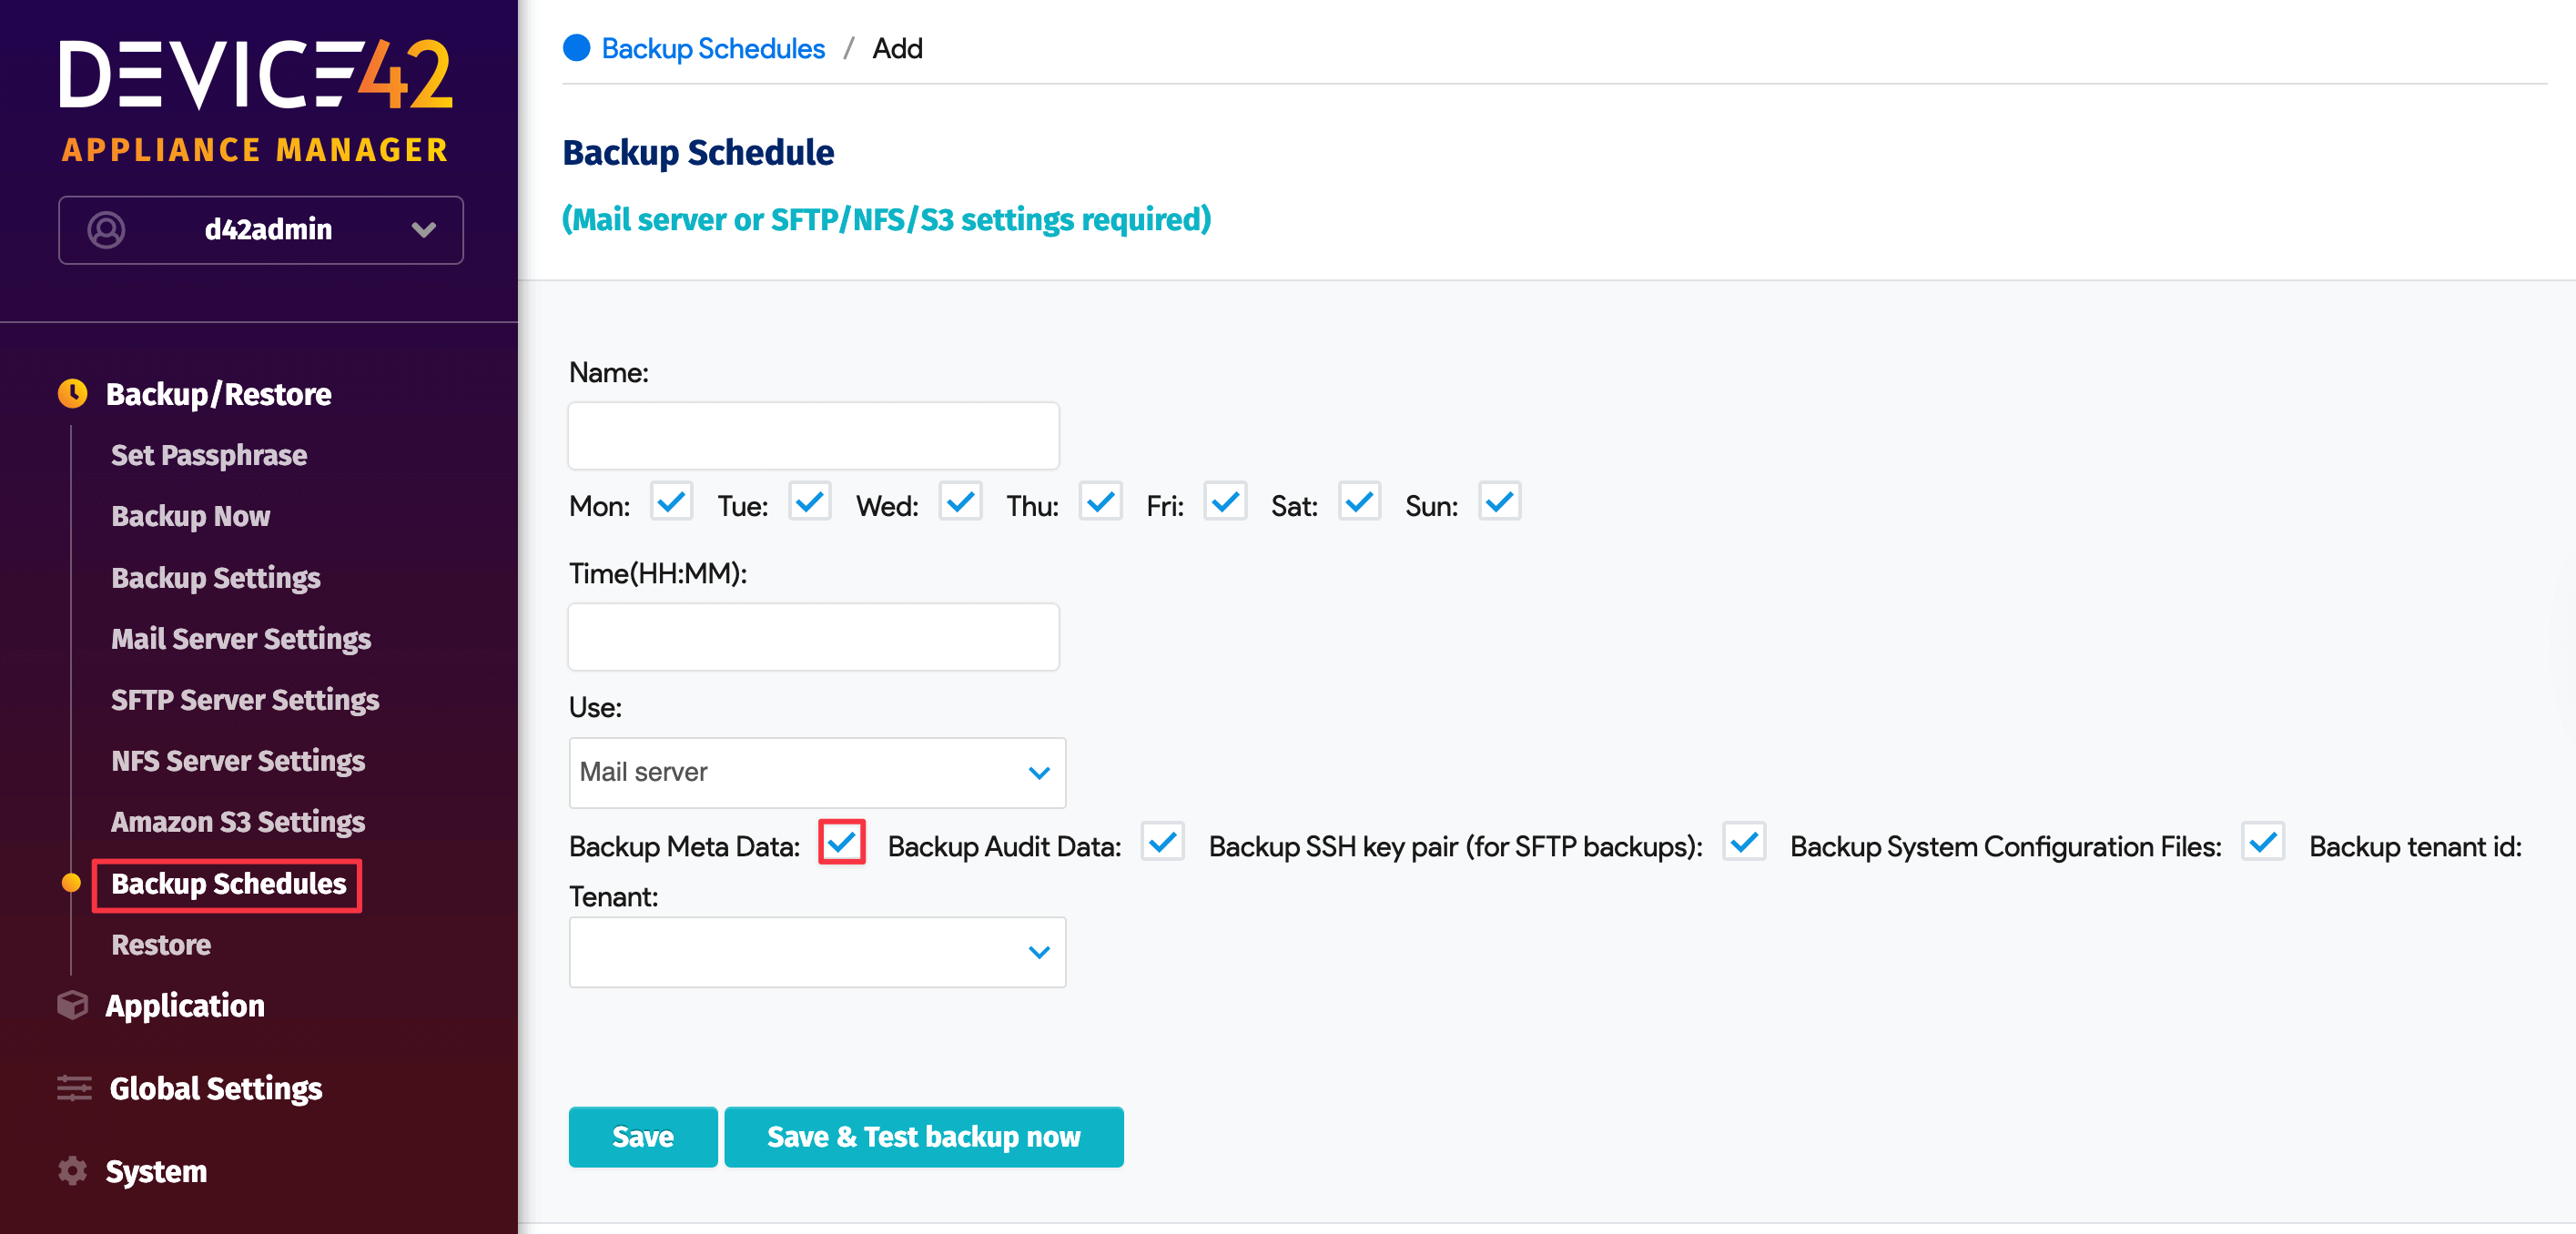 DEVICE42
APPLIANCE MANAGER
d42admin
Backup/Restore
Set Passphrase
Backup Now
Backup Settings
Mail Server Settings
SFTP Server Settings
NFS Server Settings
Amazon S3 Settings
Backup Schedules
Restore
Application
Global Settings
System
Backup Schedules / Add
Backup Schedule
(Mail server or SFTP/NFS/S3 settings required)
Name:
Mon: Tue: Wed: Thu: Fri: Sat: Sun:
Time(HH:MM):
Use:
Mail server
Backup Meta Data: Backup Audit Data: Backup SSH key pair (for SFTP backups): Backup System Configuration Files: Backup tenant id:
Tenant:
Save Save & Test backup now